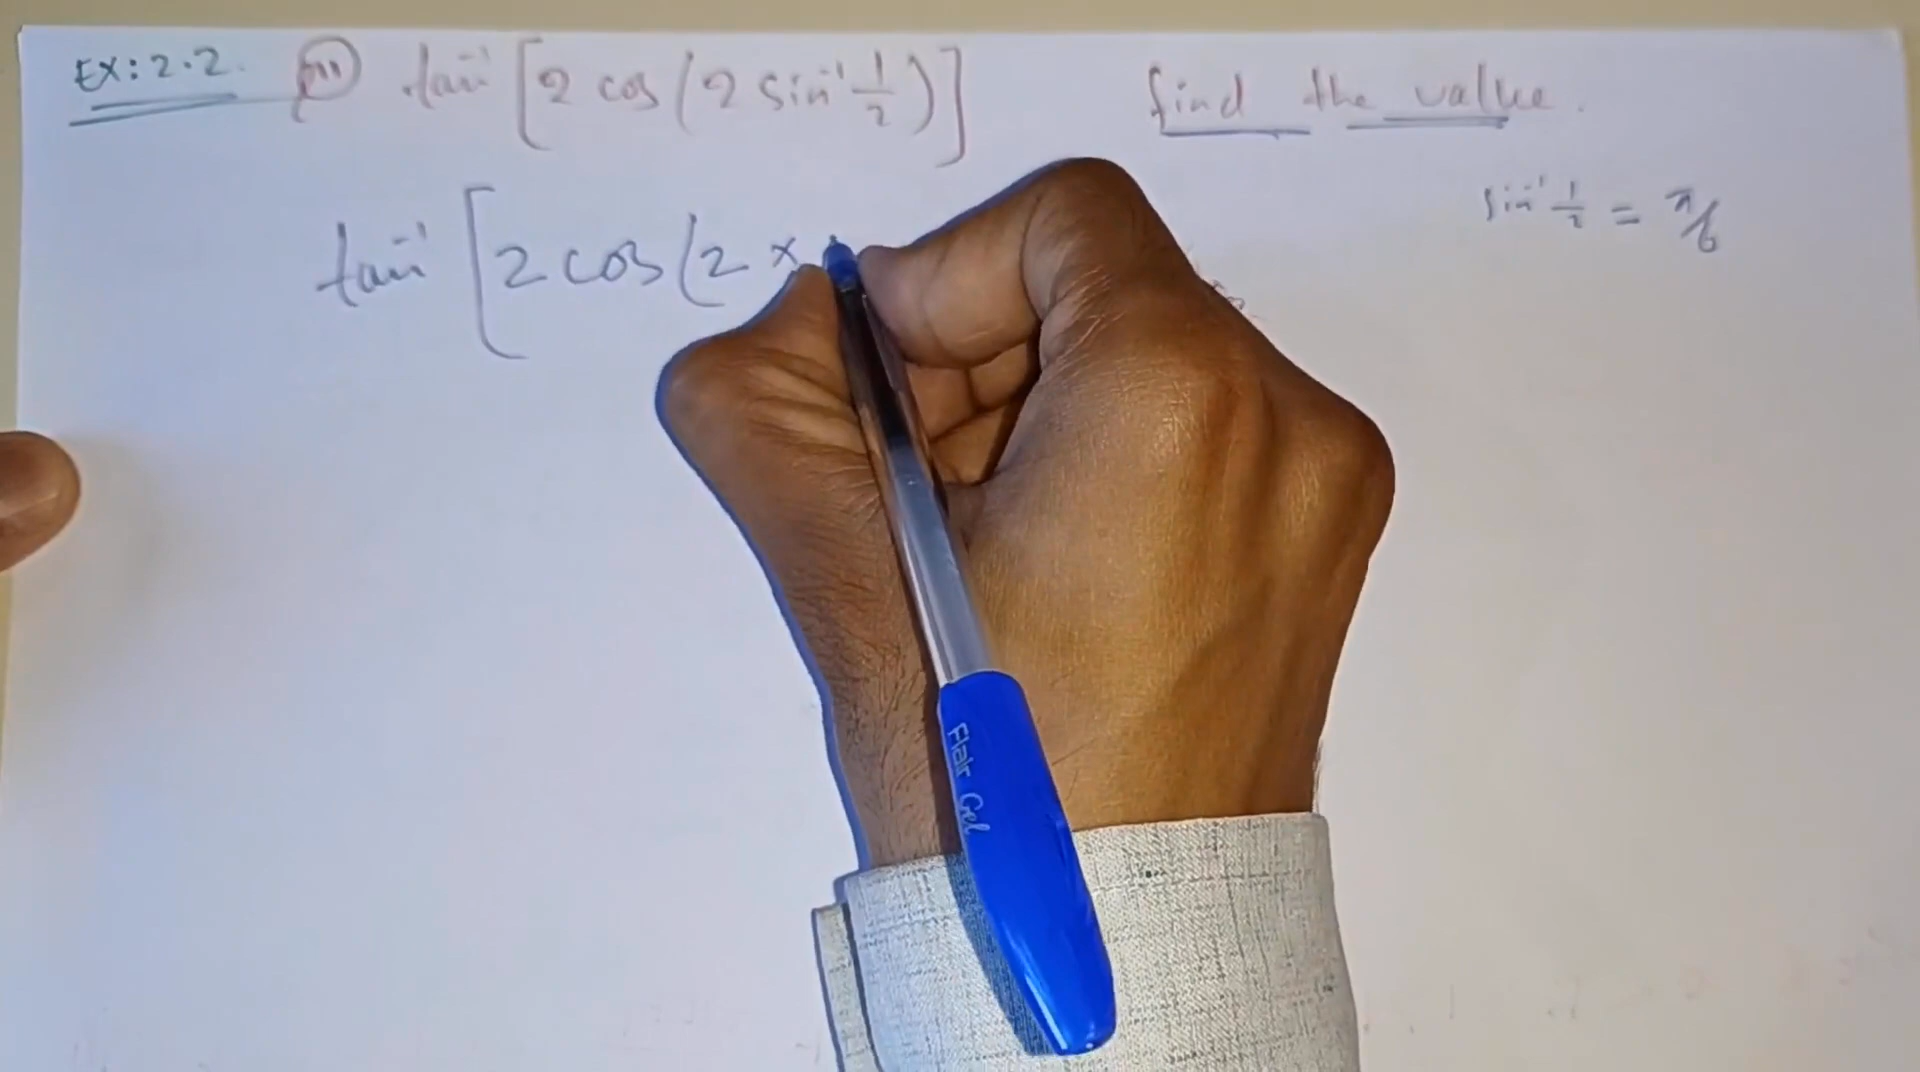 EX: 2.2. 11 tan⁻¹ [2 cos (2 sin⁻¹ 1/2)] find the value.
sin⁻¹ 1/2 = π/6
tan⁻¹ [2 cos (2 ×
Flair Gel